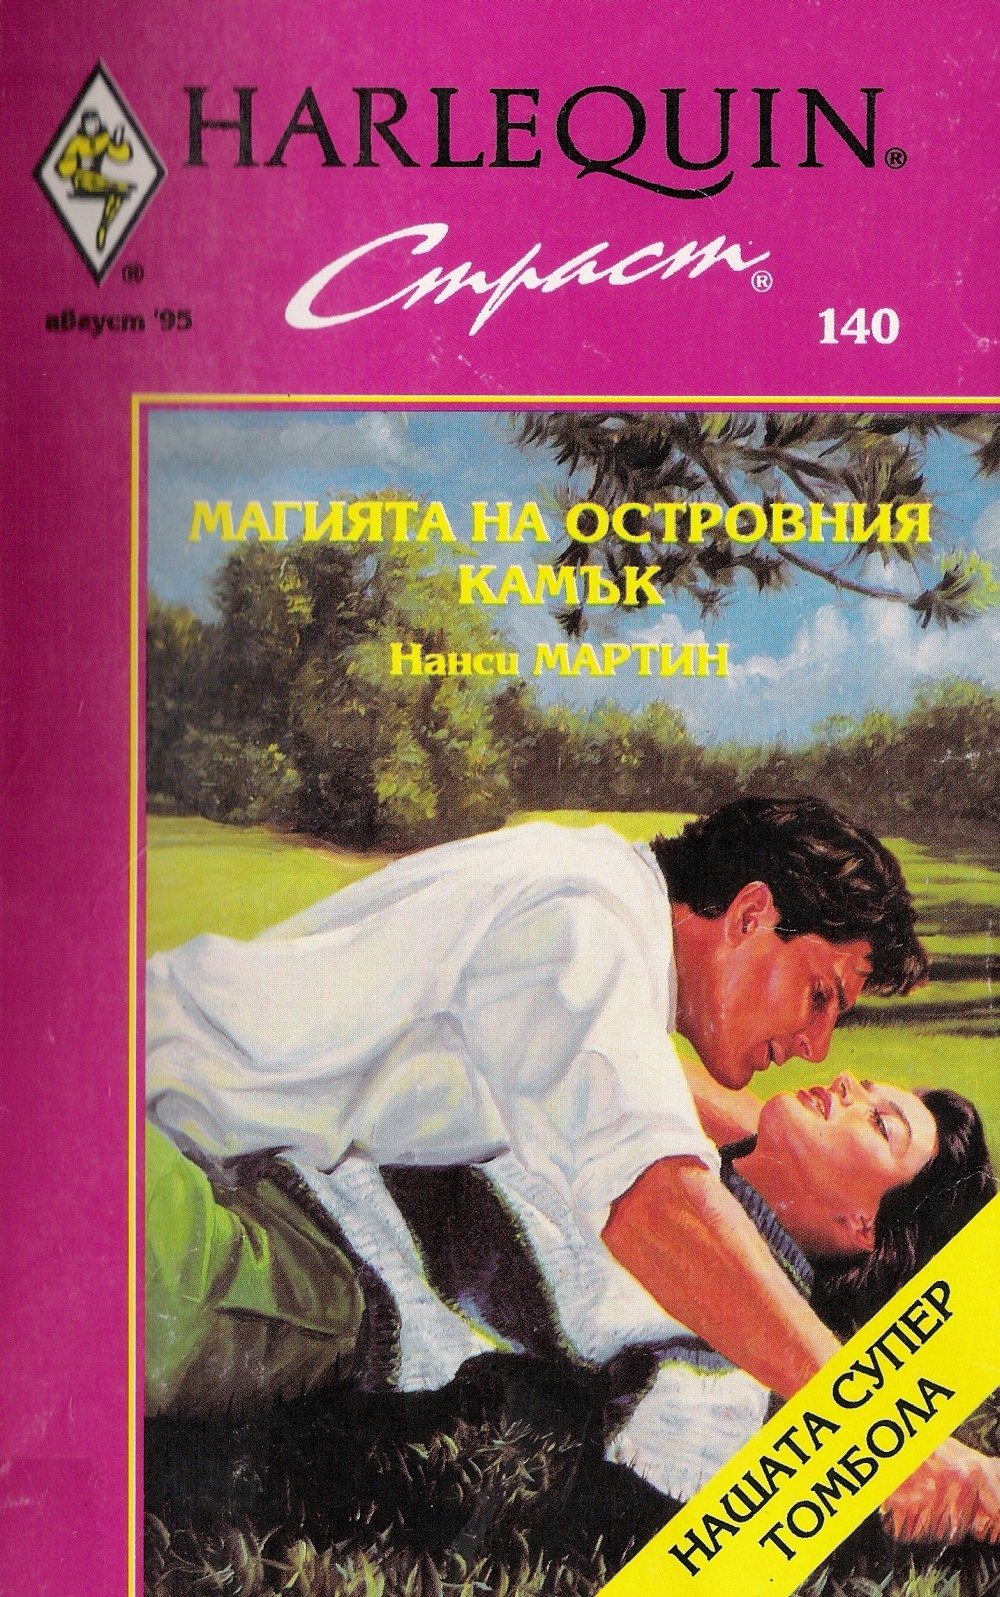 HARLEQUIN®
Страст®
август '95
140
МАГИЯТА НА ОСТРОВНИЯ
КАМЪК
Нанси МАРТИН
НАШАТА СУПЕР
ТОМБОЛА